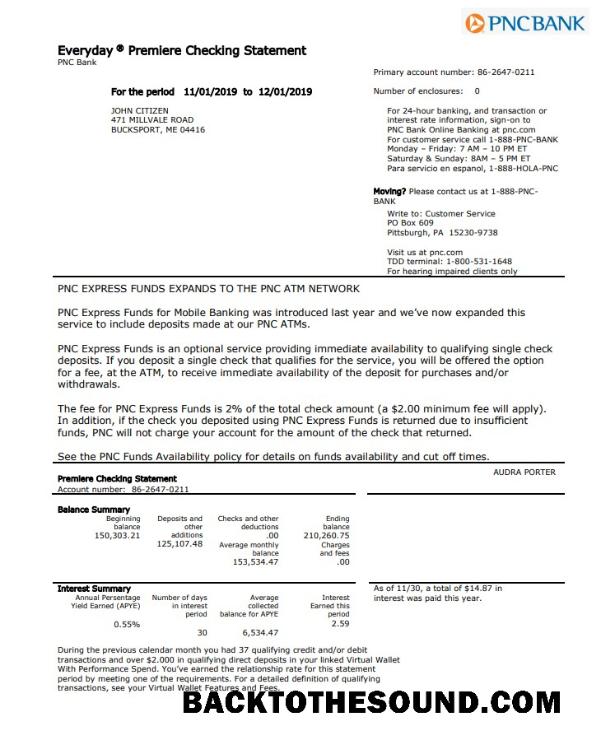 PNCBANK
Everyday ® Premiere Checking Statement
PNC Bank
Primary account number: 86-2647-0211
For the period 11/01/2019 to 12/01/2019
Number of enclosures: 0
JOHN CITIZEN
471 MILLVALE ROAD
BUCKSPORT, ME 04416
For 24-hour banking, and transaction or
interest rate information, sign-on to
PNC Bank Online Banking at pnc.com
For customer service call 1-888-PNC-BANK
Monday – Friday: 7 AM – 10 PM ET
Saturday & Sunday: 8AM – 5 PM ET
Para servicio en espanol, 1-888-HOLA-PNC
Moving? Please contact us at 1-888-PNC-
BANK
Write to: Customer Service
PO Box 609
Pittsburgh, PA 15230-9738
Visit us at pnc.com
TDD terminal: 1-800-531-1648
For hearing impaired clients only
PNC EXPRESS FUNDS EXPANDS TO THE PNC ATM NETWORK
PNC Express Funds for Mobile Banking was introduced last year and we've now expanded this
service to include deposits made at our PNC ATMs.
PNC Express Funds is an optional service providing immediate availability to qualifying single check
deposits. If you deposit a single check that qualifies for the service, you will be offered the option
for a fee, at the ATM, to receive immediate availability of the deposit for purchases and/or
withdrawals.
The fee for PNC Express Funds is 2% of the total check amount (a $2.00 minimum fee will apply).
In addition, if the check you deposited using PNC Express Funds is returned due to insufficient
funds, PNC will not charge your account for the amount of the check that returned.
See the PNC Funds Availability policy for details on funds availability and cut off times.
AUDRA PORTER
Premiere Checking Statement
Account number: 86-2647-0211
Balance Summary
Beginning Deposits and Checks and other Ending
balance other deductions balance
150,303.21 additions .00 210,260.75
125,107.48 Average monthly Charges
balance and fees
153,534.47 .00
Interest Summary
As of 11/30, a total of $14.87 in
interest was paid this year.
Annual Percentage Number of days Average Interest
Yield Earned (APYE) in interest collected Earned this
period balance for APYE period
0.55% 2.59
30 6,534.47
During the previous calendar month you had 37 qualifying credit and/or debit
transactions and over $2.000 in qualifying direct deposits in your linked Virtual Wallet
With Performance Spend. You've earned the relationship rate for this statement
period by meeting one of the requirements. For a detailed definition of qualifying
transactions, see your Virtual Wallet Features and Fees.
BACKTOTHESOUND.COM